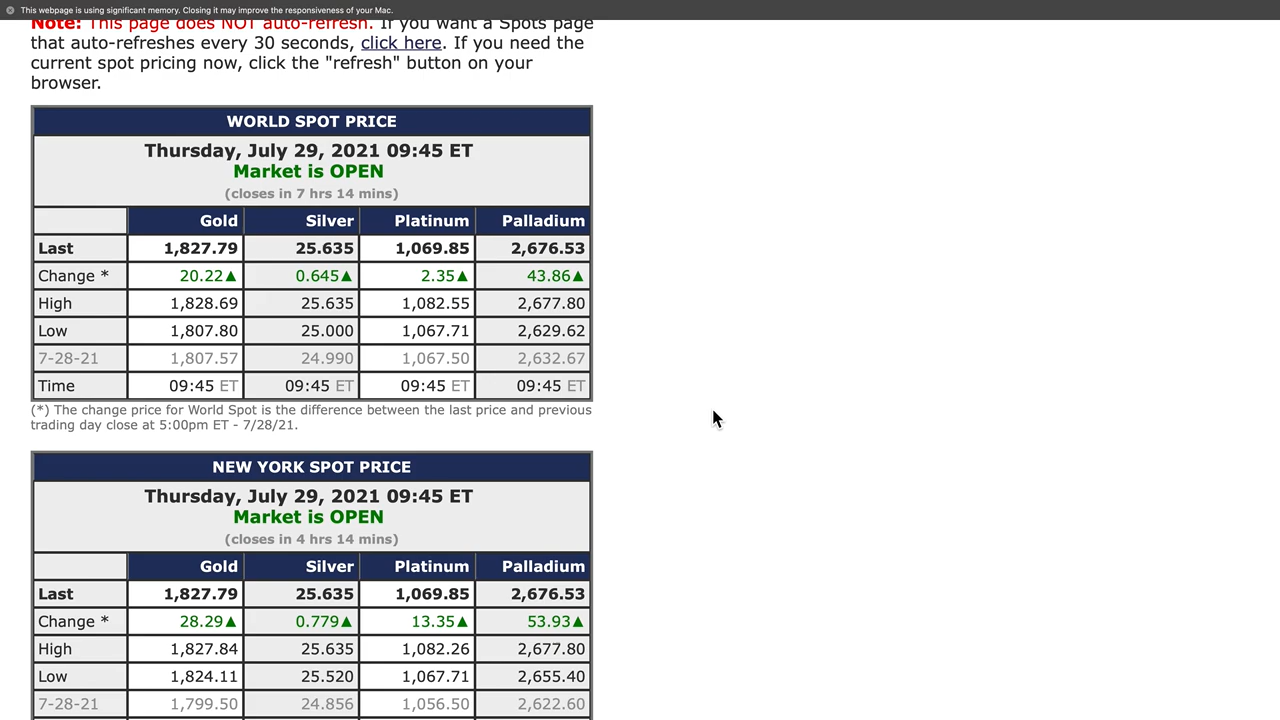 This webpage is using significant memory. Closing it may improve the responsiveness of your Mac.
Note: This page does NOT auto-refresh. If you want a Spots page
that auto-refreshes every 30 seconds, click here. If you need the
current spot pricing now, click the "refresh" button on your
browser.
WORLD SPOT PRICE
Thursday, July 29, 2021 09:45 ET
Market is OPEN
(closes in 7 hrs 14 mins)
Gold Silver Platinum Palladium
Last 1,827.79 25.635 1,069.85 2,676.53
Change * 20.22▲ 0.645▲ 2.35▲ 43.86▲
High 1,828.69 25.635 1,082.55 2,677.80
Low 1,807.80 25.000 1,067.71 2,629.62
7-28-21 1,807.57 24.990 1,067.50 2,632.67
Time 09:45 ET 09:45 ET 09:45 ET 09:45 ET
(*) The change price for World Spot is the difference between the last price and previous
trading day close at 5:00pm ET - 7/28/21.
NEW YORK SPOT PRICE
Thursday, July 29, 2021 09:45 ET
Market is OPEN
(closes in 4 hrs 14 mins)
Gold Silver Platinum Palladium
Last 1,827.79 25.635 1,069.85 2,676.53
Change * 28.29▲ 0.779▲ 13.35▲ 53.93▲
High 1,827.84 25.635 1,082.26 2,677.80
Low 1,824.11 25.520 1,067.71 2,655.40
7-28-21 1,799.50 24.856 1,056.50 2,622.60